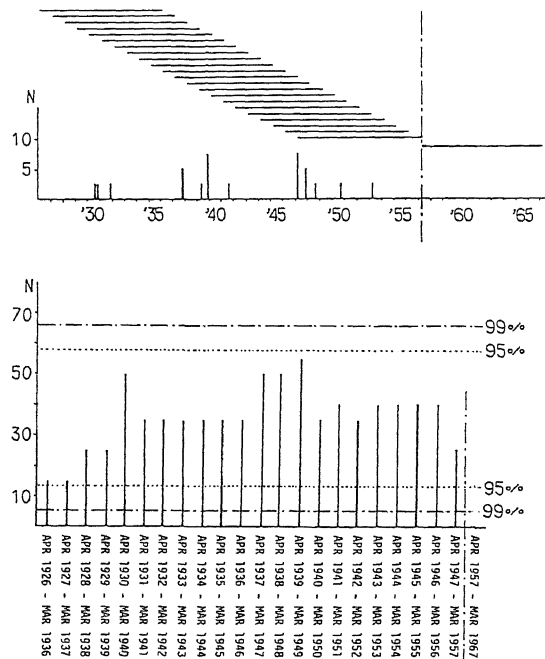 N
10
5
'30 '35 '40 '45 '50 '55 '60 '65
N
70
99%
95%
50
30
95%
10
99%
APR 1926 - MAR 1936
APR 1927 - MAR 1937
APR 1928 - MAR 1938
APR 1929 - MAR 1939
APR 1930 - MAR 1940
APR 1931 - MAR 1941
APR 1932 - MAR 1942
APR 1933 - MAR 1943
APR 1934 - MAR 1944
APR 1935 - MAR 1945
APR 1936 - MAR 1946
APR 1937 - MAR 1947
APR 1938 - MAR 1948
APR 1939 - MAR 1949
APR 1940 - MAR 1950
APR 1941 - MAR 1951
APR 1942 - MAR 1952
APR 1943 - MAR 1953
APR 1944 - MAR 1954
APR 1945 - MAR 1955
APR 1946 - MAR 1956
APR 1947 - MAR 1957
APR 1957 - MAR 1967